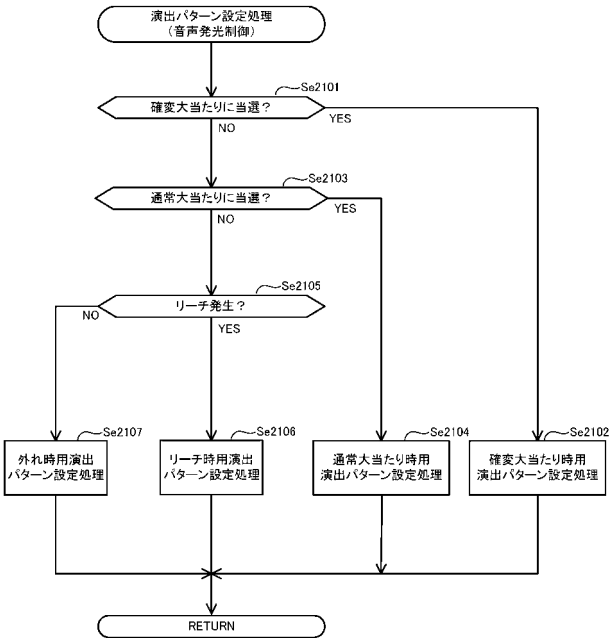 演出パターン設定処理
(音声発光制御)
Se2101
確変大当たりに当選？
YES
NO
Se2103
通常大当たりに当選？
YES
NO
Se2105
リーチ発生？
NO
YES
Se2107
外れ時用演出
パターン設定処理
Se2106
リーチ時用演出
パターン設定処理
Se2104
通常大当たり時用
演出パターン設定処理
Se2102
確変大当たり時用
演出パターン設定処理
RETURN